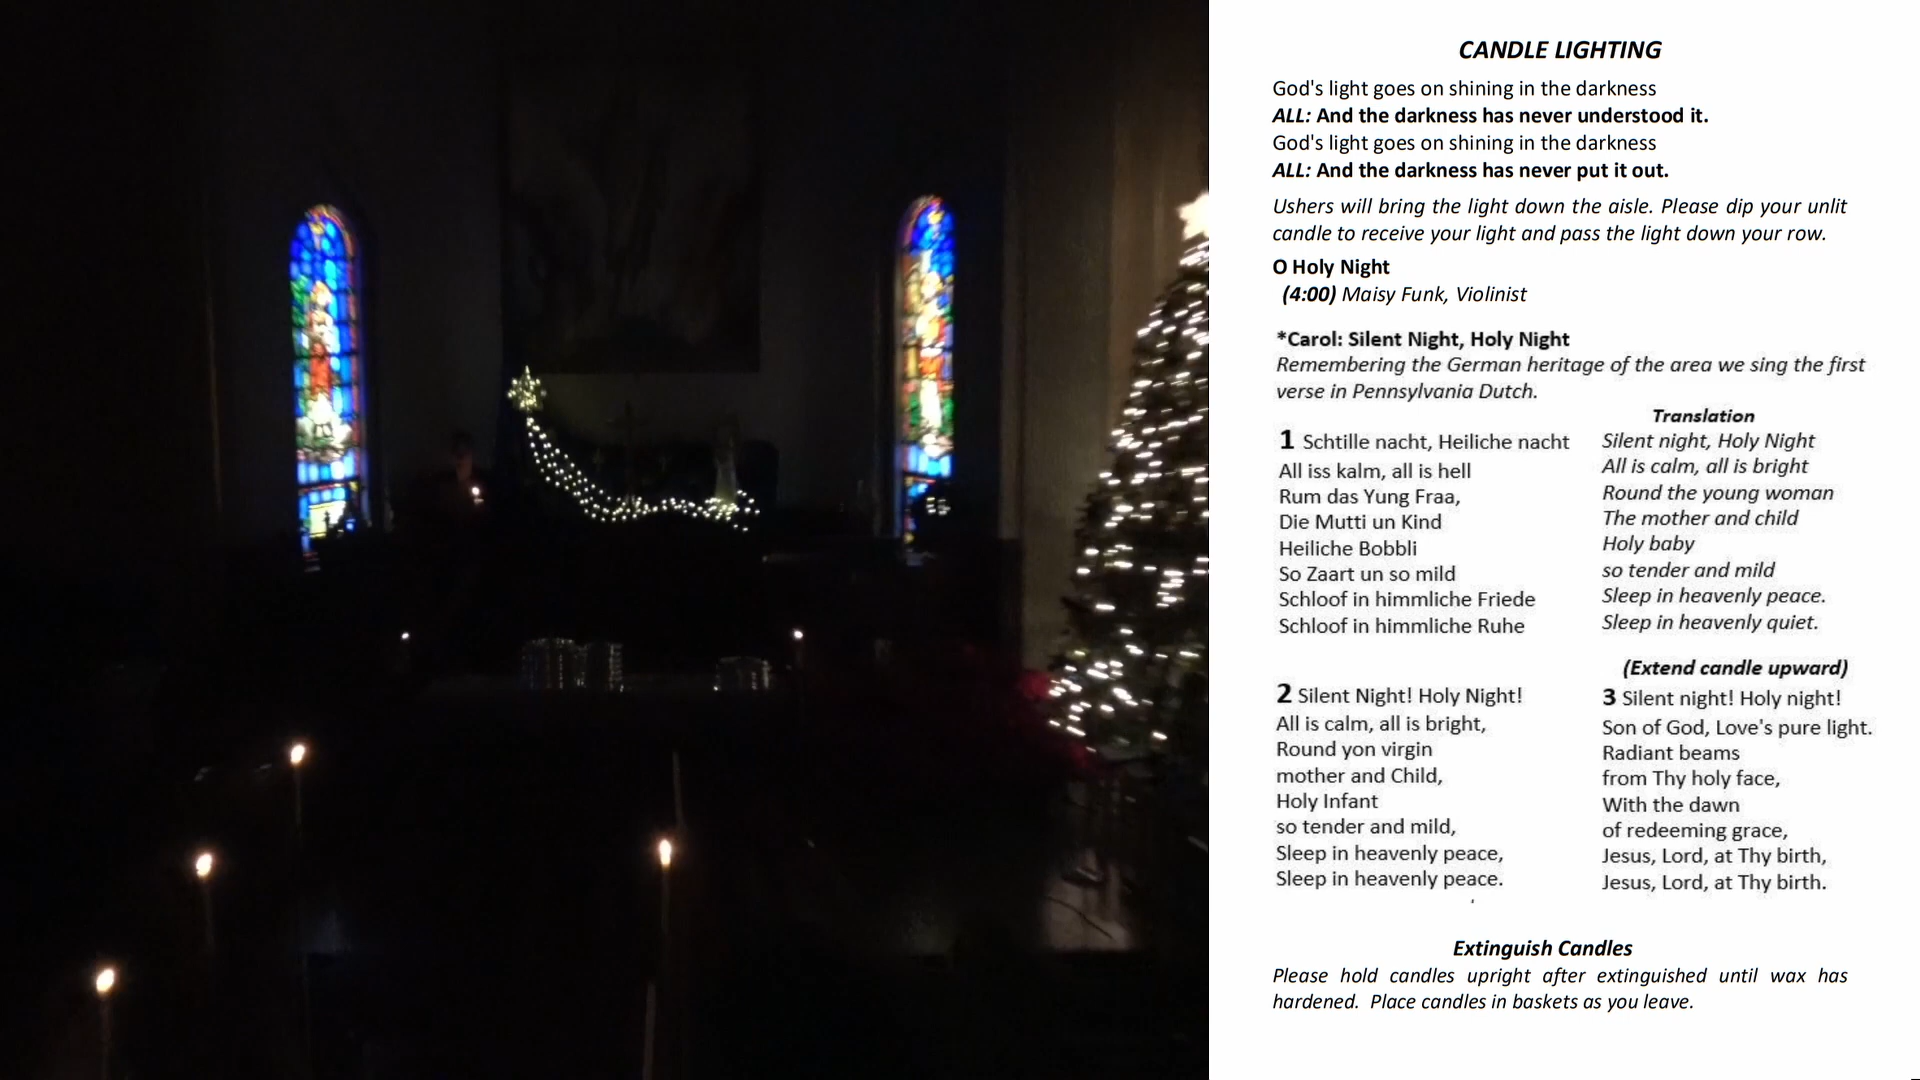 CANDLE LIGHTING
God's light goes on shining in the darkness
ALL: And the darkness has never understood it.
God's light goes on shining in the darkness
ALL: And the darkness has never put it out.
Ushers will bring the light down the aisle. Please dip your unlit
candle to receive your light and pass the light down your row.
O Holy Night
(4:00) Maisy Funk, Violinist
*Carol: Silent Night, Holy Night
Remembering the German heritage of the area we sing the first
verse in Pennsylvania Dutch.
1 Schtille nacht, Heiliche nacht
All iss kalm, all is hell
Rum das Yung Fraa,
Die Mutti un Kind
Heiliche Bobbli
So Zaart un so mild
Schloof in himmliche Friede
Schloof in himmliche Ruhe
Translation
Silent night, Holy Night
All is calm, all is bright
Round the young woman
The mother and child
Holy baby
so tender and mild
Sleep in heavenly peace.
Sleep in heavenly quiet.
2 Silent Night! Holy Night!
All is calm, all is bright,
Round yon virgin
mother and Child,
Holy Infant
so tender and mild,
Sleep in heavenly peace,
Sleep in heavenly peace.
(Extend candle upward)
3 Silent night! Holy night!
Son of God, Love's pure light.
Radiant beams
from Thy holy face,
With the dawn
of redeeming grace,
Jesus, Lord, at Thy birth,
Jesus, Lord, at Thy birth.
Extinguish Candles
Please hold candles upright after extinguished until wax has
hardened. Place candles in baskets as you leave.